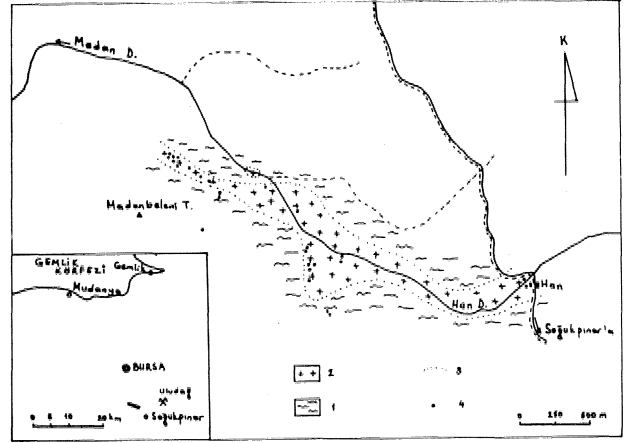 Madan D.
K
Madanbeleni T.
GEMLİK
KÖRFEZİ Gemlik
Mudanya
BURSA
Uludağ
Soğukpınar
0 5 10 20 km
Han
Han D.
Soğukpınar'a
2
3
1
4
0 250 500 m